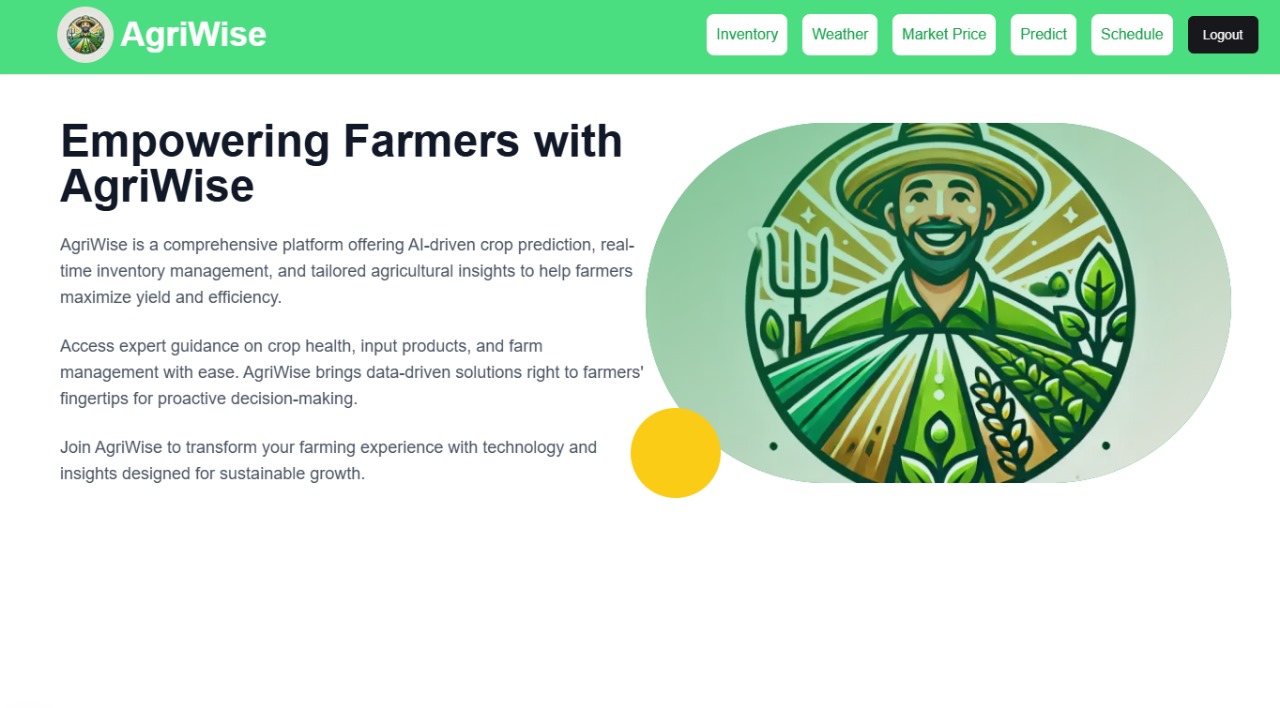 AgriWise
Inventory
Weather
Market Price
Predict
Schedule
Logout
Empowering Farmers with
AgriWise
AgriWise is a comprehensive platform offering AI-driven crop prediction, real-
time inventory management, and tailored agricultural insights to help farmers
maximize yield and efficiency.
Access expert guidance on crop health, input products, and farm
management with ease. AgriWise brings data-driven solutions right to farmers'
fingertips for proactive decision-making.
Join AgriWise to transform your farming experience with technology and
insights designed for sustainable growth.